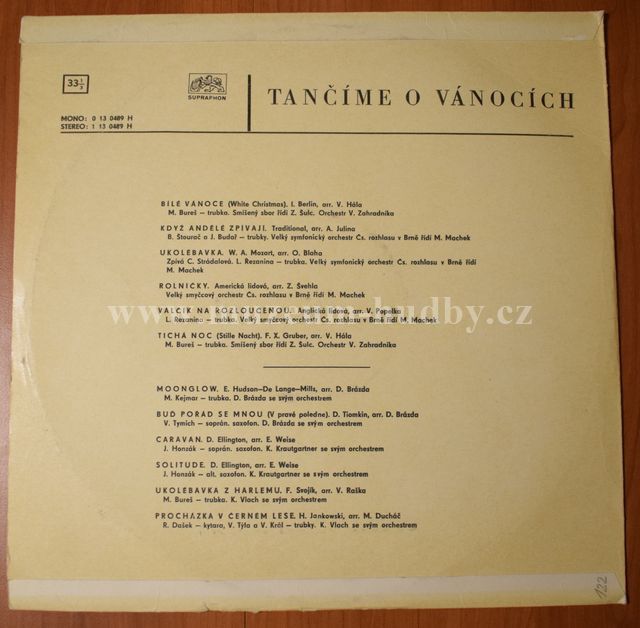 33 1/3
SUPRAPHON
TANČÍME O VÁNOCÍCH
MONO: 0 13 0489 H
STEREO: 1 13 0489 H
BÍLÉ VÁNOCE (White Christmas). I. Berlin, arr. V. Hála
M. Bureš — trubka. Smíšený sbor řídí Z. Šulc. Orchestr V. Zahradníka
KDYŽ ANDĚLÉ ZPÍVAJÍ. Traditional, arr. A. Julina
B. Štourač a J. Budař — trubky. Velký symfonický orchestr Čs. rozhlasu v Brně řídí M. Machek
UKOLÉBAVKA. W. A. Mozart, arr. O. Blaha
Zpívá C. Strádalová. L. Řezanina — trubka. Velký symfonický orchestr Čs. rozhlasu v Brně řídí
M. Machek
ROLNIČKY. Americká lidová, arr. Z. Švehla
Velký smyčcový orchestr Čs. rozhlasu v Brně řídí M. Machek
VALČÍK NA ROZLOUČENOU. Anglická lidová, arr. V. Popelka
L. Řezanina — trubka. Velký smyčcový orchestr Čs. rozhlasu v Brně řídí M. Machek
TICHÁ NOC (Stille Nacht). F. X. Gruber, arr. V. Hála
M. Bureš — trubka. Smíšený sbor řídí Z. Šulc. Orchestr V. Zahradníka
MOONGLOW. E. Hudson—De Lange—Mills, arr. D. Brázda
M. Kejmar — trubka. D. Brázda se svým orchestrem
BUĎ POŘÁD SE MNOU (V pravé poledne). D. Tiomkin, arr. D. Brázda
V. Tymich — soprán. saxofon. D. Brázda se svým orchestrem
CARAVAN. D. Ellington, arr. E. Weise
J. Honzák — soprán. saxofon. K. Krautgartner se svým orchestrem
SOLITUDE. D. Ellington, arr. E. Weise
J. Honzák — alt. saxofon. K. Krautgartner se svým orchestrem
UKOLÉBAVKA Z HARLEMU. F. Svojík, arr. V. Raška
M. Bureš — trubka. K. Vlach se svým orchestrem
PROCHÁZKA V ČERNÉM LESE. H. Jankowski, arr. M. Ducháč
R. Dašek — kytara, V. Týfa a V. Král — trubky. K. Vlach se svým orchestrem
122